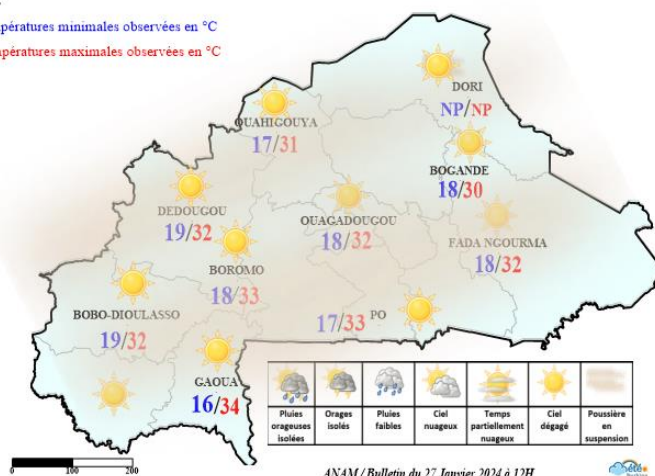 pératures minimales observées en °C
pératures maximales observées en °C
DORI
NP/NP
OUAHIGOUYA
17/31
BOGANDE
18/30
DEDOUGOU
19/32
OUAGADOUGOU
18/32
FADA NGOURMA
18/32
BOROMO
18/33
BOBO-DIOULASSO
19/32
PO
17/33
GAOUA
16/34
Pluies orageuses isolées
Orages isolés
Pluies faibles
Ciel nuageux
Temps partiellement nuageux
Ciel dégagé
Poussière en suspension
0 100 200
ANAM / Bulletin du 27 Janvier 2024 à 12H